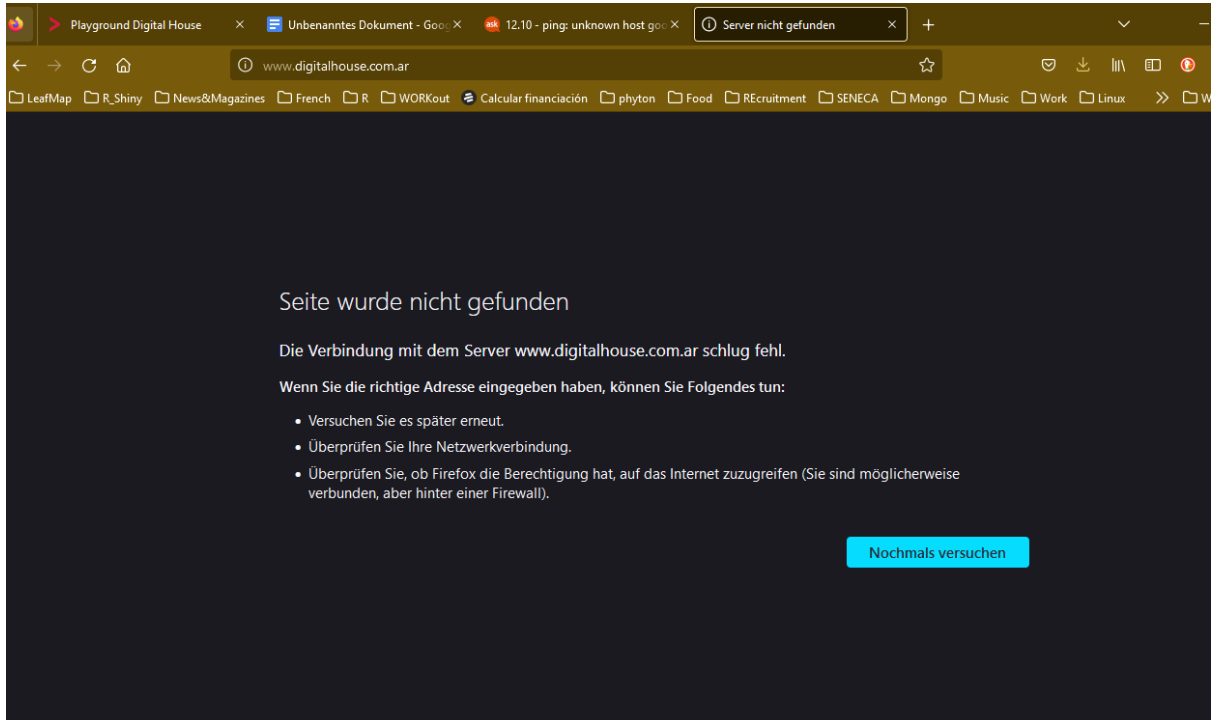 Playground Digital House
Unbenanntes Dokument - Goog
ask 12.10 - ping: unknown host goo
Server nicht gefunden
www.digitalhouse.com.ar
LeafMap R_Shiny News&Magazines French R WORKout Calcular financiación phyton Food REcruitment SENECA Mongo Music Work Linux W
Seite wurde nicht gefunden
Die Verbindung mit dem Server www.digitalhouse.com.ar schlug fehl.
Wenn Sie die richtige Adresse eingegeben haben, können Sie Folgendes tun:
• Versuchen Sie es später erneut.
• Überprüfen Sie Ihre Netzwerkverbindung.
• Überprüfen Sie, ob Firefox die Berechtigung hat, auf das Internet zuzugreifen (Sie sind möglicherweise
verbunden, aber hinter einer Firewall).
Nochmals versuchen